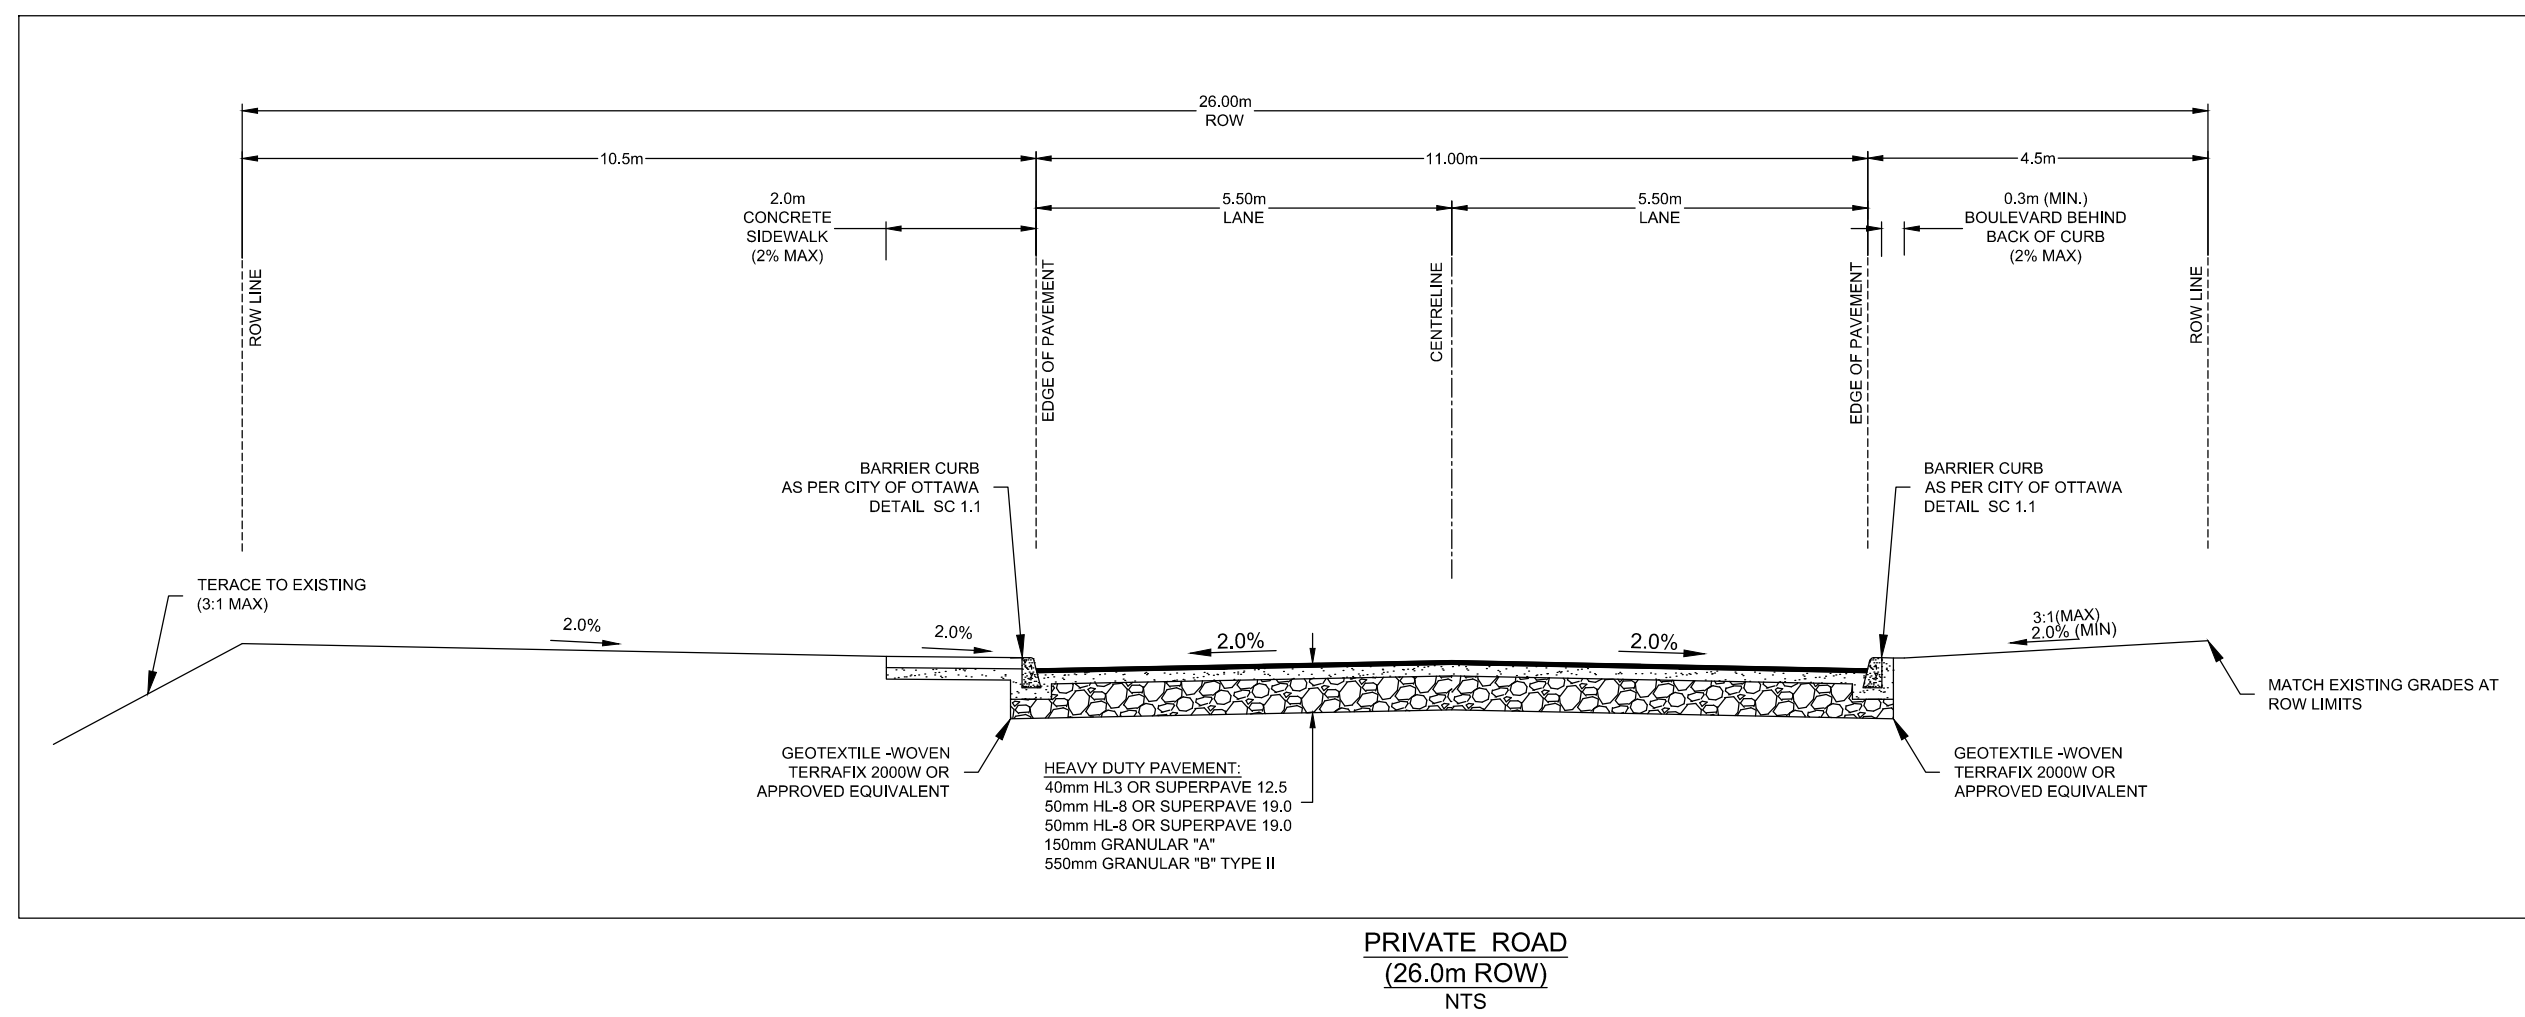 26.00m
ROW
10.5m
11.00m
4.5m
2.0m
CONCRETE
SIDEWALK
(2% MAX)
5.50m
LANE
5.50m
LANE
0.3m (MIN.)
BOULEVARD BEHIND
BACK OF CURB
(2% MAX)
ROW LINE
EDGE OF PAVEMENT
CENTRELINE
EDGE OF PAVEMENT
ROW LINE
BARRIER CURB
AS PER CITY OF OTTAWA
DETAIL SC 1.1
BARRIER CURB
AS PER CITY OF OTTAWA
DETAIL SC 1.1
TERACE TO EXISTING
(3:1 MAX)
2.0%
2.0%
2.0%
2.0%
3:1(MAX)
2.0% (MIN)
MATCH EXISTING GRADES AT
ROW LIMITS
GEOTEXTILE -WOVEN
TERRAFIX 2000W OR
APPROVED EQUIVALENT
HEAVY DUTY PAVEMENT:
40mm HL3 OR SUPERPAVE 12.5
50mm HL-8 OR SUPERPAVE 19.0
50mm HL-8 OR SUPERPAVE 19.0
150mm GRANULAR "A"
550mm GRANULAR "B" TYPE II
GEOTEXTILE -WOVEN
TERRAFIX 2000W OR
APPROVED EQUIVALENT
PRIVATE ROAD
(26.0m ROW)
NTS